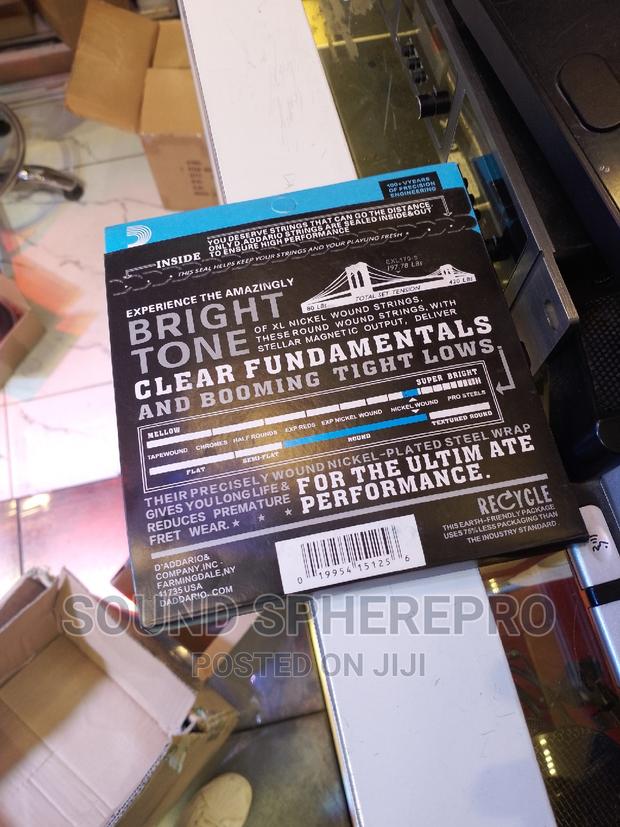 100+VYEARS
OF PRECISION
ENGINEERING
INSIDE
YOU DESERVE STRINGS THAT CAN GO THE DISTANCE.
ONLY D,ADDARIO STRINGS ARE SEALED INSIDE&OUT
TO ENSURE HIGH PERFORMANCE
THIS SEAL HELPS KEEP YOUR STRINGS AND YOUR PLAYUNG FRESH
EXPERIENCE THE AMAZINGLY
BRIGHT
TONE
EXL170-5
197.78 LBI
80 LBI
TOTAL SET TENSION
420 LBI
OF XL NICKEL WOUND STRINGS.
THESE ROUND WOUND STRINGS, WITH
STELLAR MAGNETIC OUTPUT, DELIVER
CLEAR FUNDAMENTALS
AND BOOMING TIGHT LOWS.
MELLOW
SUPER BRIGHT
TAPEWOUND
CHROMES
HALF ROUNDS
EXP REDS
EXP NICKEL WOUND
NICKEL WOUND
PRO STEELS
FLAT
SEMI-FLAT
ROUND
TEXTURED ROUND
THEIR PRECISELY WOUND NICKEL-PLATED STEEL WRAP
GIVES YOU LONG LIFE &
REDUCES PREMATURE
FRET WEAR.
FOR THE ULTIM ATE
PERFORMANCE.
RECYCLE
THIS EARTH-FRIENDLY PACKAGE
USES 75% LESS PACKAGING THAN
THE INDUSTRY STANDARD
D'ADDARIO&
COMPANY,INC -
FARMINGDALE,NY
-11735 USA
DADDARIO. COM
0 19954 15125 6
SOUND SPHEREPRO
POSTED ON JIJI